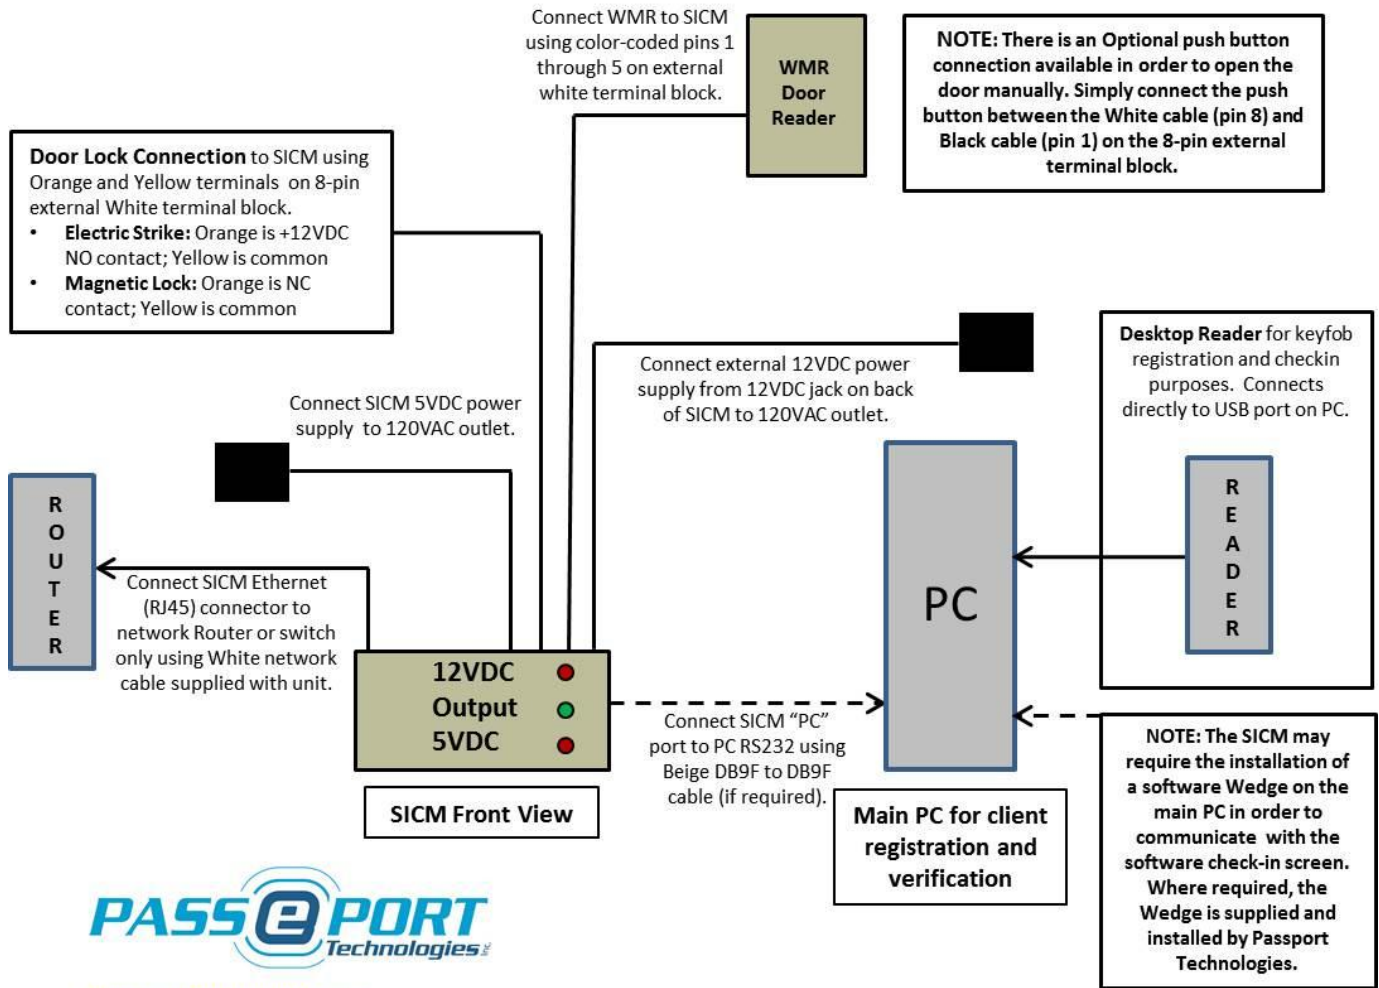 Connect WMR to SICM
using color-coded pins 1
through 5 on external
white terminal block.
WMR
Door
Reader
NOTE: There is an Optional push button
connection available in order to open the
door manually. Simply connect the push
button between the White cable (pin 8) and
Black cable (pin 1) on the 8-pin external
terminal block.
Door Lock Connection to SICM using
Orange and Yellow terminals on 8-pin
external White terminal block.
• Electric Strike: Orange is +12VDC
NO contact; Yellow is common
• Magnetic Lock: Orange is NC
contact; Yellow is common
Connect external 12VDC power
supply from 12VDC jack on back
of SICM to 120VAC outlet.
Desktop Reader for keyfob
registration and checkin
purposes. Connects
directly to USB port on PC.
Connect SICM 5VDC power
supply to 120VAC outlet.
R
O
U
T
E
R
Connect SICM Ethernet
(RJ45) connector to
network Router or switch
only using White network
cable supplied with unit.
PC
R
E
A
D
E
R
12VDC
Output
5VDC
SICM Front View
Connect SICM “PC”
port to PC RS232 using
Beige DB9F to DB9F
cable (if required).
Main PC for client
registration and
verification
NOTE: The SICM may
require the installation of
a software Wedge on the
main PC in order to
communicate with the
software check-in screen.
Where required, the
Wedge is supplied and
installed by Passport
Technologies.
PASSePORT
Technologies Inc.